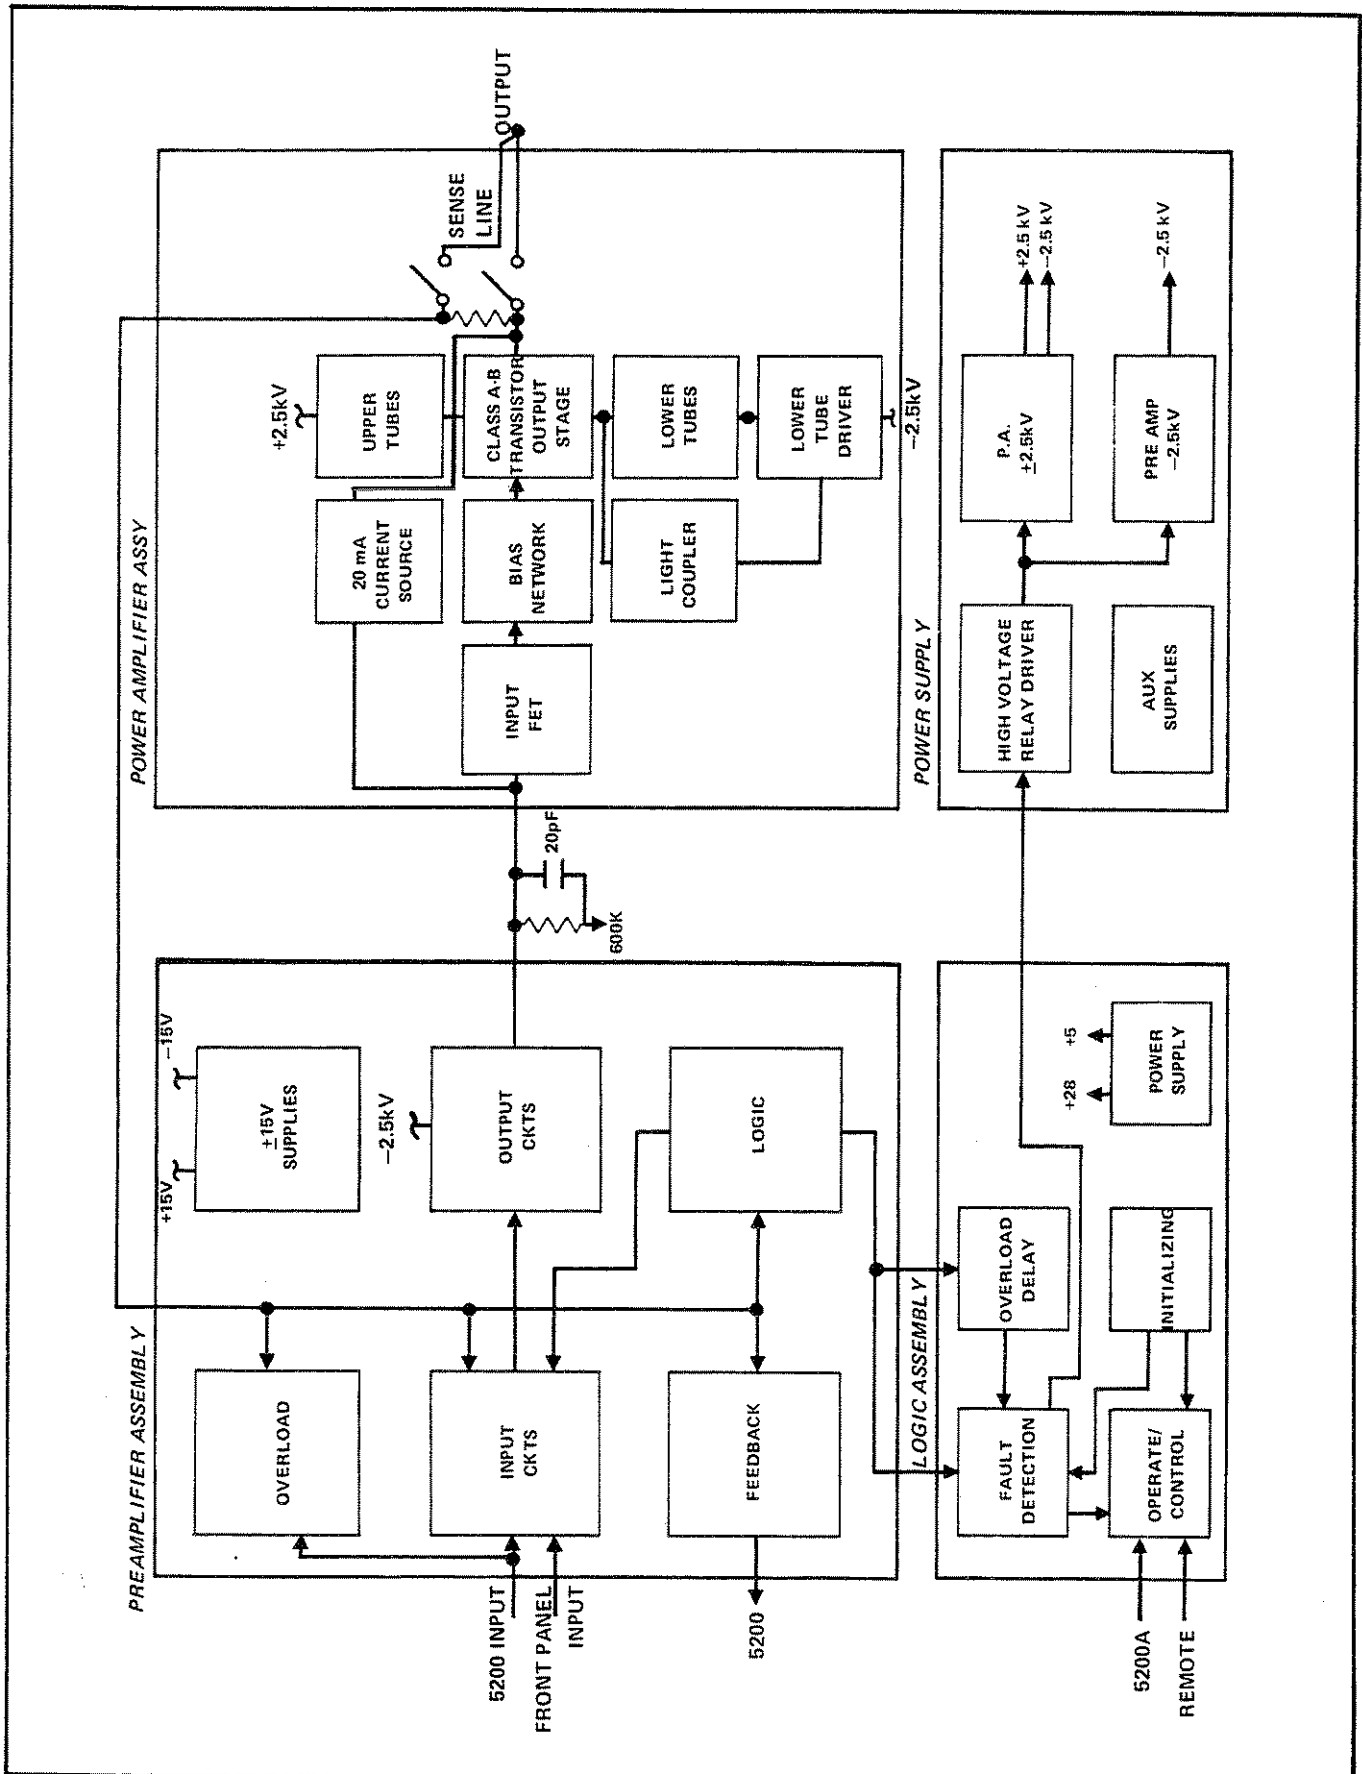 PREAMPLIFIER ASSEMBLY
OVERLOAD
+15V
−15V
±15V
SUPPLIES
5200 INPUT
FRONT PANEL
INPUT
INPUT
CKTS
−2.5kV
OUTPUT
CKTS
5200
FEEDBACK
LOGIC
600K
20pF
POWER AMPLIFIER ASSY
20 mA
CURRENT
SOURCE
+2.5kV
UPPER
TUBES
INPUT
FET
BIAS
NETWORK
CLASS A-B
TRANSISTOR
OUTPUT
STAGE
LIGHT
COUPLER
LOWER
TUBES
LOWER
TUBE
DRIVER
−2.5kV
SENSE
LINE
OUTPUT
LOGIC ASSEMBLY
5200A
REMOTE
FAULT
DETECTION
OVERLOAD
DELAY
OPERATE/
CONTROL
INITIALIZING
+28
+5
POWER
SUPPLY
POWER SUPPLY
HIGH VOLTAGE
RELAY DRIVER
P.A.
±2.5kV
+2.5 kV
−2.5 kV
AUX
SUPPLIES
PRE AMP
−2.5kV
−2.5 kV